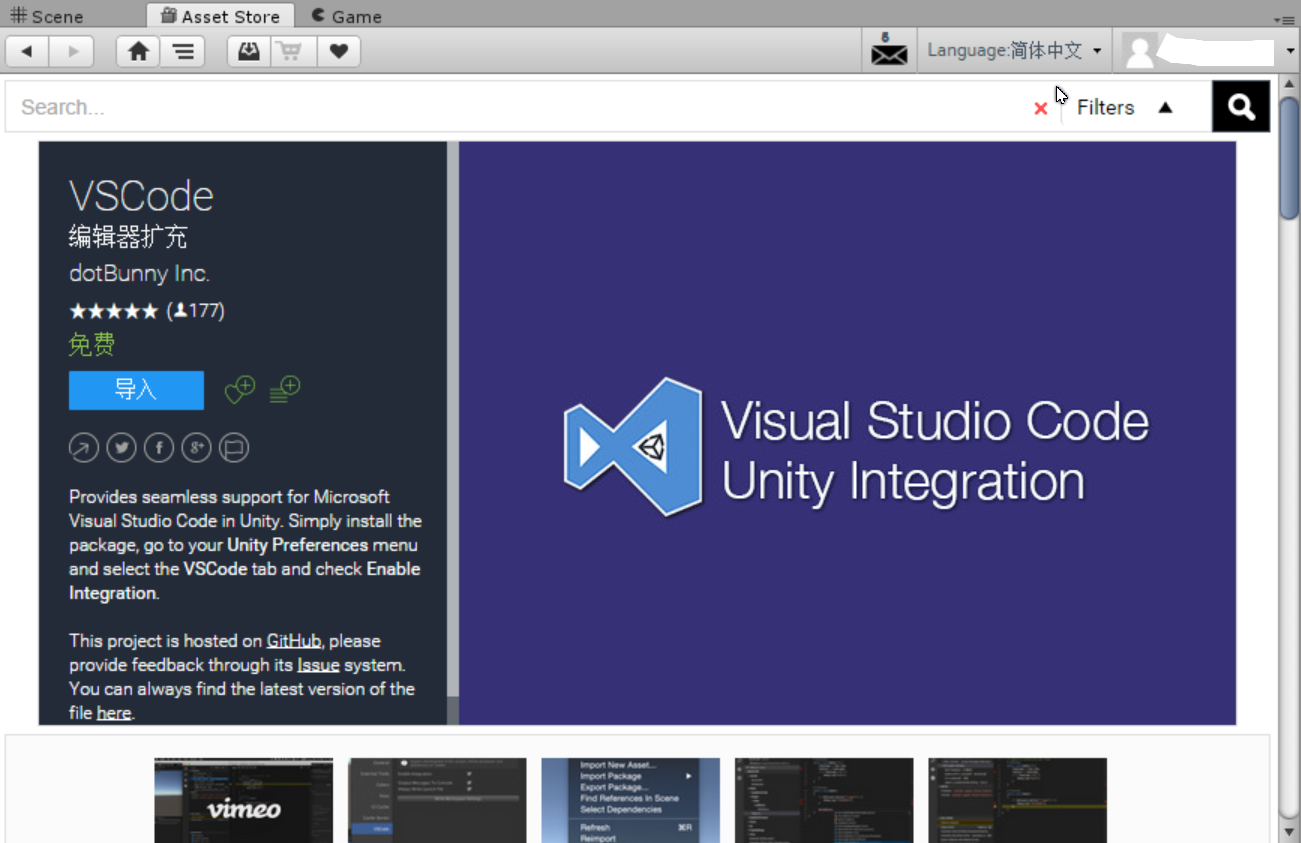 Scene
Asset Store
Game
5
Language:简体中文
Search...
Filters
VSCode
编辑器扩充
dotBunny Inc.
(177)
免费
导入
Provides seamless support for Microsoft
Visual Studio Code in Unity. Simply install the
package, go to your Unity Preferences menu
and select the VSCode tab and check Enable
Integration.
This project is hosted on GitHub, please
provide feedback through its Issue system.
You can always find the latest version of the
file here.
Visual Studio Code
Unity Integration
vimeo
Import New Asset...
Import Package
Export Package...
Find References In Scene
Select Dependencies
Refresh ⌘R
Reimport